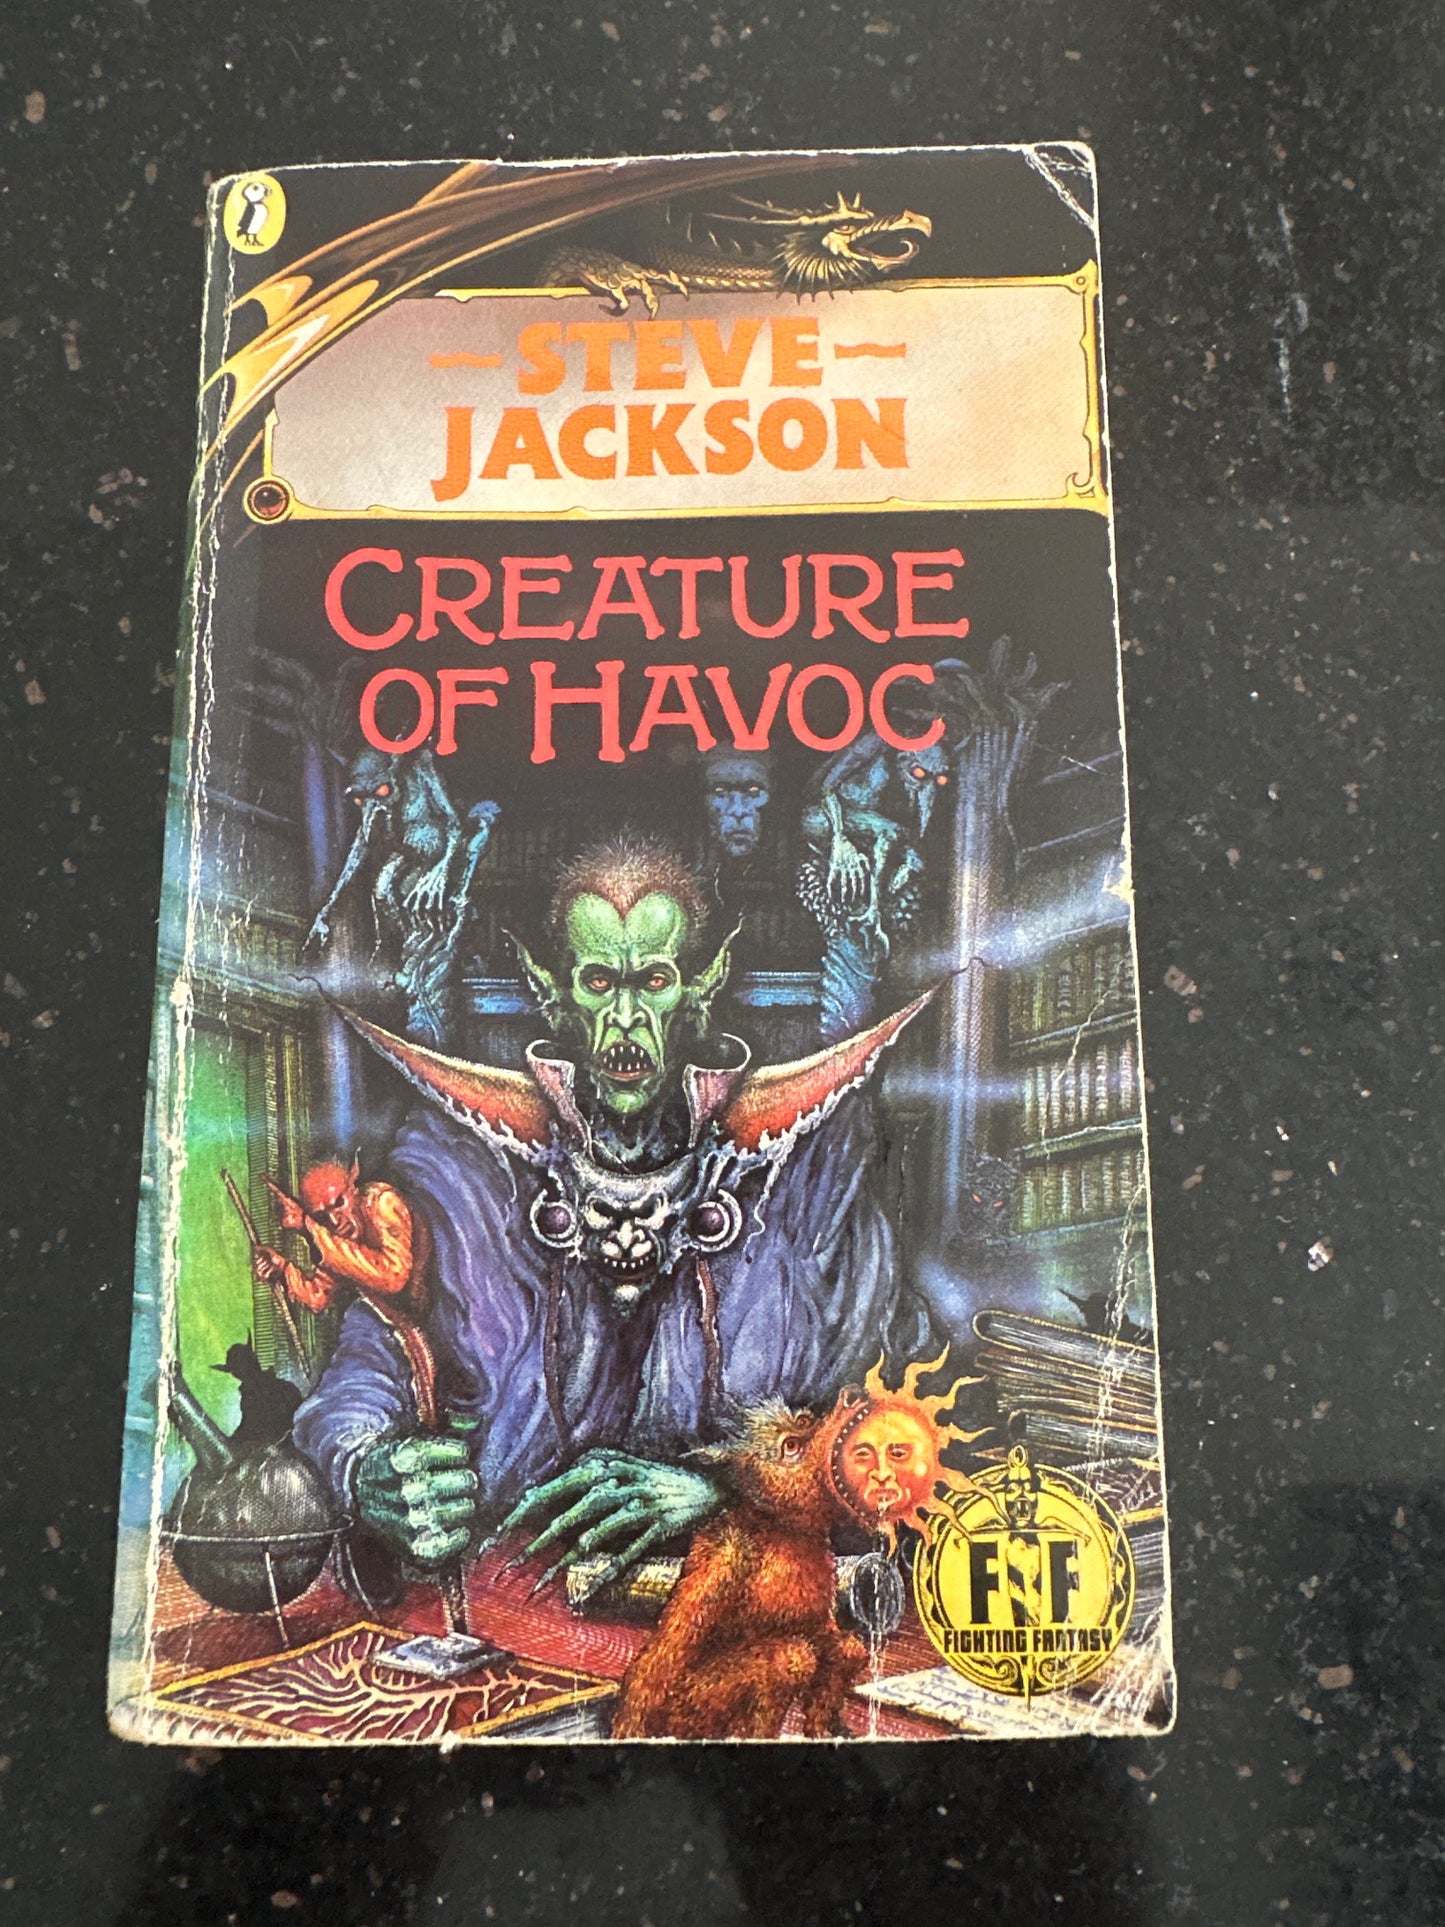 ~STEVE~
JACKSON
CREATURE
OF HAVOC
FF
FIGHTING FANTASY